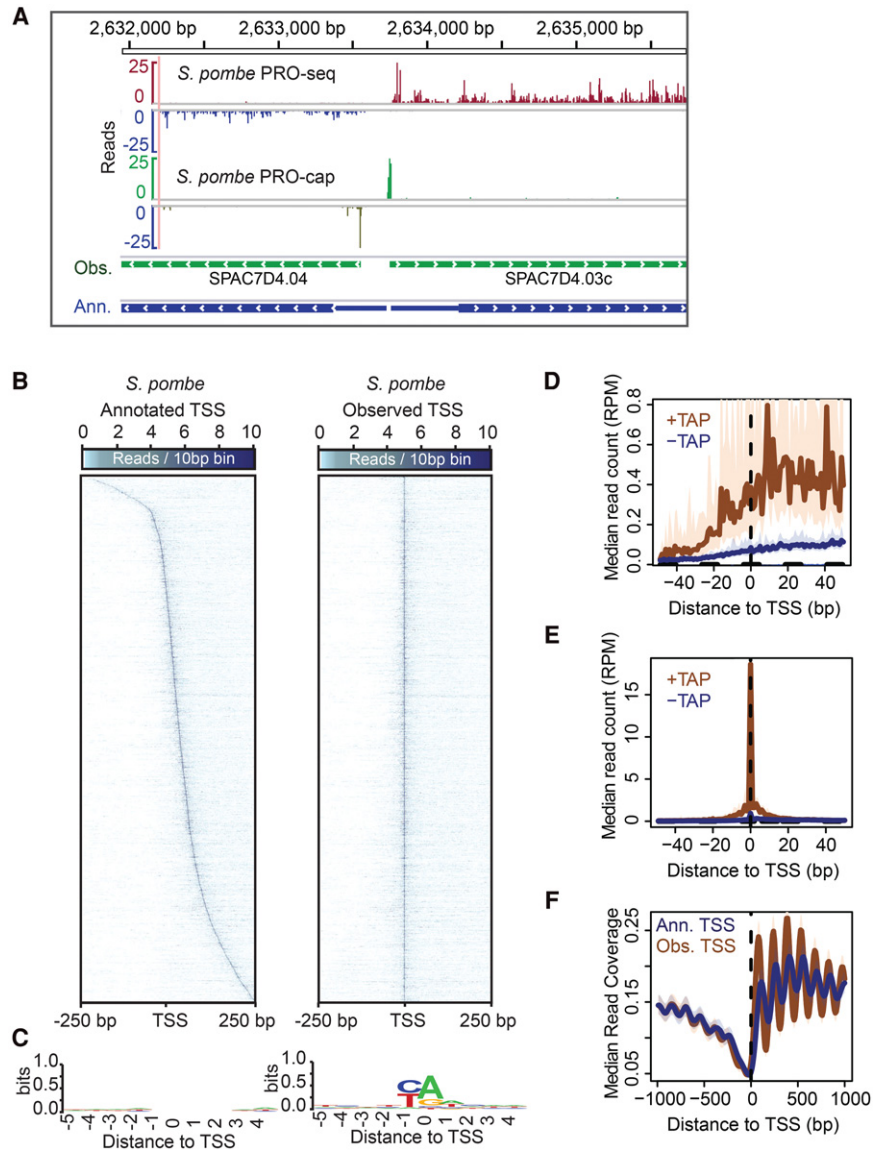 A
2,632,000 bp 2,633,000 bp 2,634,000 bp 2,635,000 bp
25
S. pombe PRO-seq
0
0
-25
Reads
25
S. pombe PRO-cap
0
0
-25
Obs.
SPAC7D4.04 SPAC7D4.03c
Ann.
B
S. pombe
Annotated TSS
0 2 4 6 8 10
Reads / 10bp bin
-250 bp TSS 250 bp
S. pombe
Observed TSS
0 2 4 6 8 10
Reads / 10bp bin
-250 bp TSS 250 bp
C
1.0
0.5
0.0
bits
-5 -4 -3 -2 -1 0 1 2 3 4
Distance to TSS
1.0
0.5
0.0
bits
C A
T G A
-5 -4 -3 -2 -1 0 1 2 3 4
Distance to TSS
D
Median read count (RPM)
0.8
0.6
0.4
0.2
0.0
+TAP
−TAP
−40 −20 0 20 40
Distance to TSS (bp)
E
Median read count (RPM)
15
10
5
0
+TAP
−TAP
−40 −20 0 20 40
Distance to TSS (bp)
F
Median Read Coverage
0.25
0.15
0.05
Ann. TSS
Obs. TSS
−1000 −500 0 500 1000
Distance to TSS (bp)